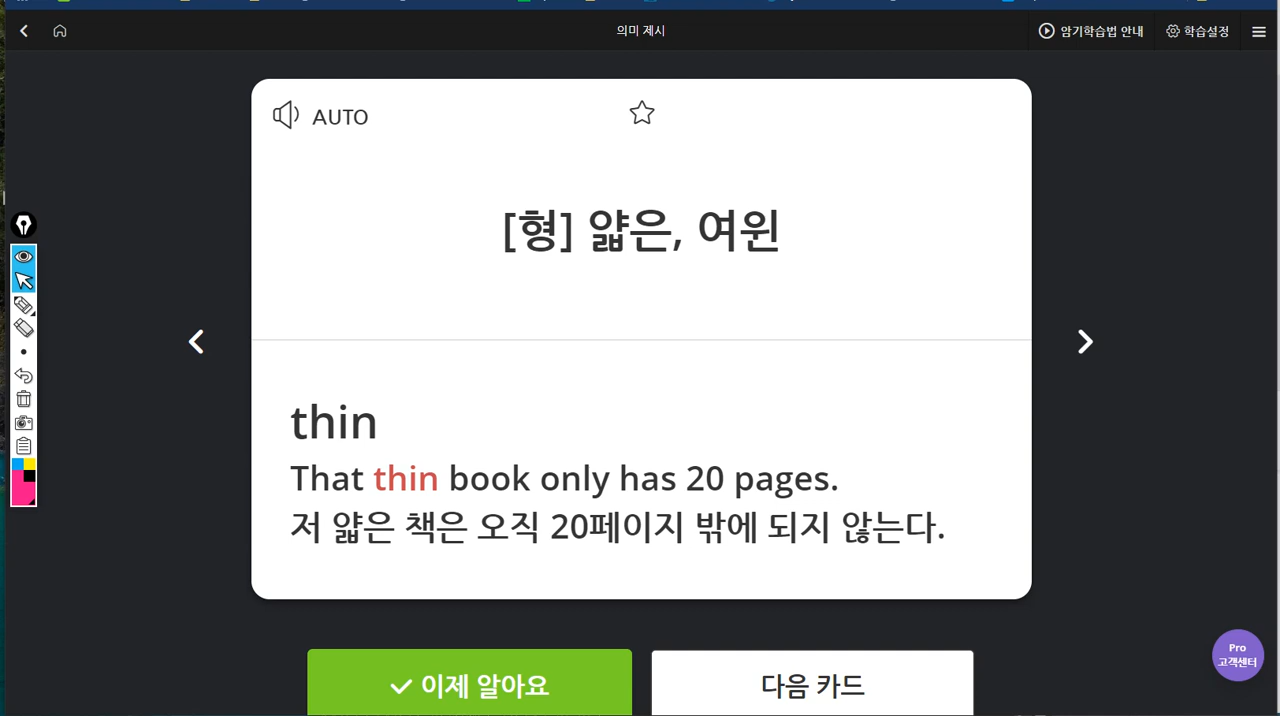 의미 제시
암기학습법 안내
학습설정
AUTO
[형] 얇은, 여윈
thin
That thin book only has 20 pages.
저 얇은 책은 오직 20페이지 밖에 되지 않는다.
이제 알아요
다음 카드
Pro
고객센터